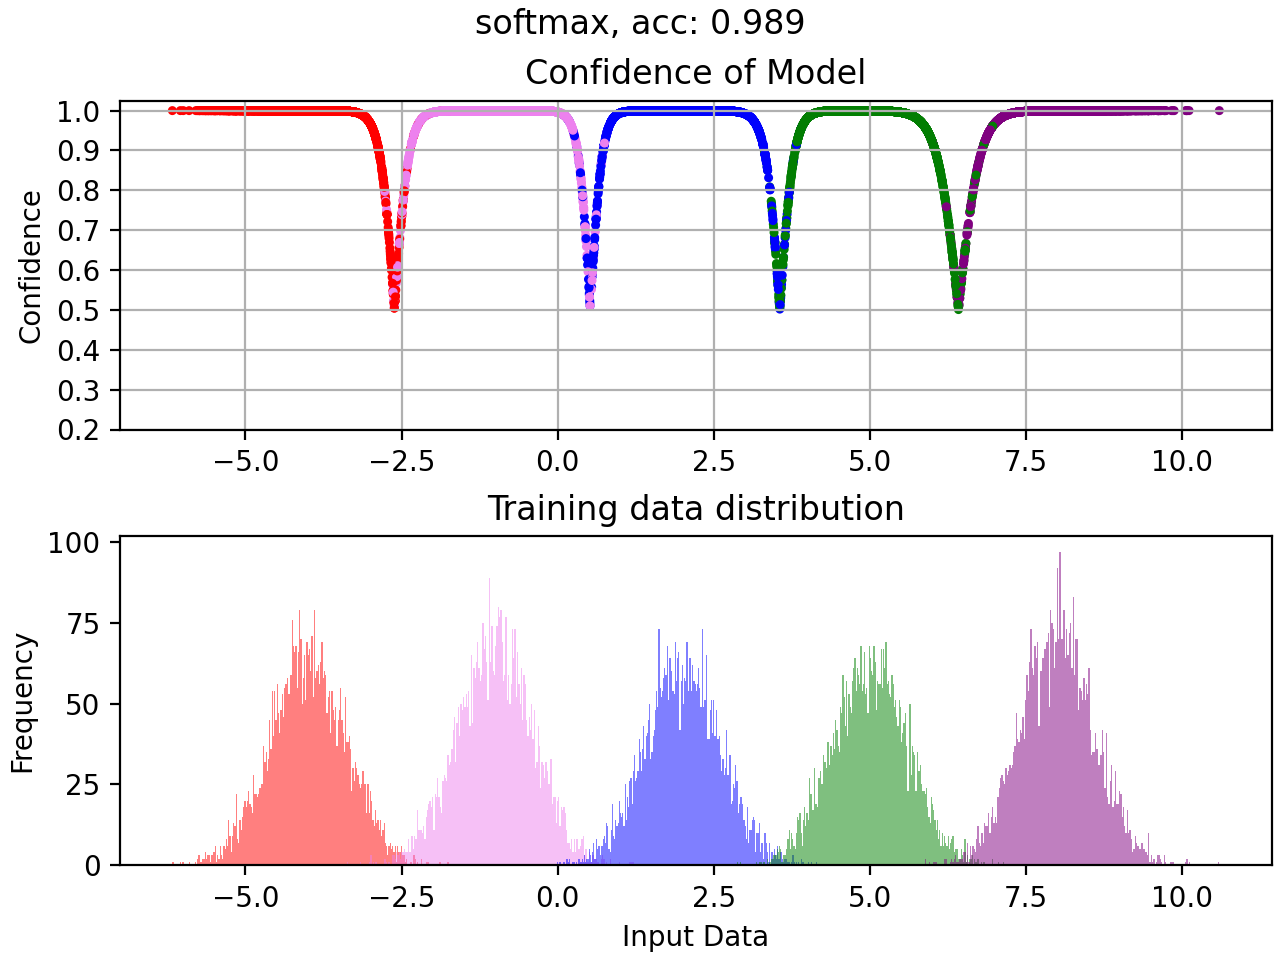 softmax, acc: 0.989
Confidence of Model
1.0
0.9
0.8
0.7
0.6
0.5
0.4
0.3
0.2
Confidence
−5.0 −2.5 0.0 2.5 5.0 7.5 10.0
Training data distribution
100
75
50
25
0
Frequency
−5.0 −2.5 0.0 2.5 5.0 7.5 10.0
Input Data